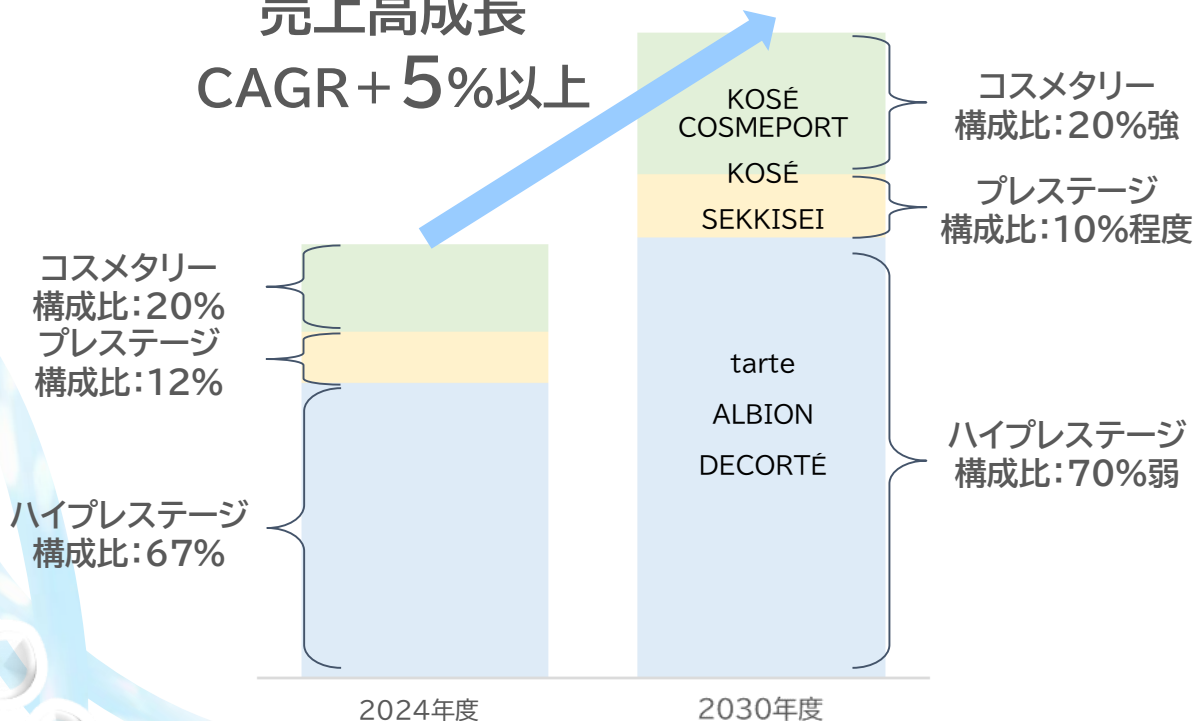 売上高成長
CAGR＋5%以上
コスメタリー
構成比：20%
プレステージ
構成比：12%
ハイプレステージ
構成比：67%
KOSÉ
COSMEPORT
KOSÉ
SEKKISEI
tarte
ALBION
DECORTÉ
コスメタリー
構成比：20%強
プレステージ
構成比：10%程度
ハイプレステージ
構成比：70%弱
2024年度
2030年度